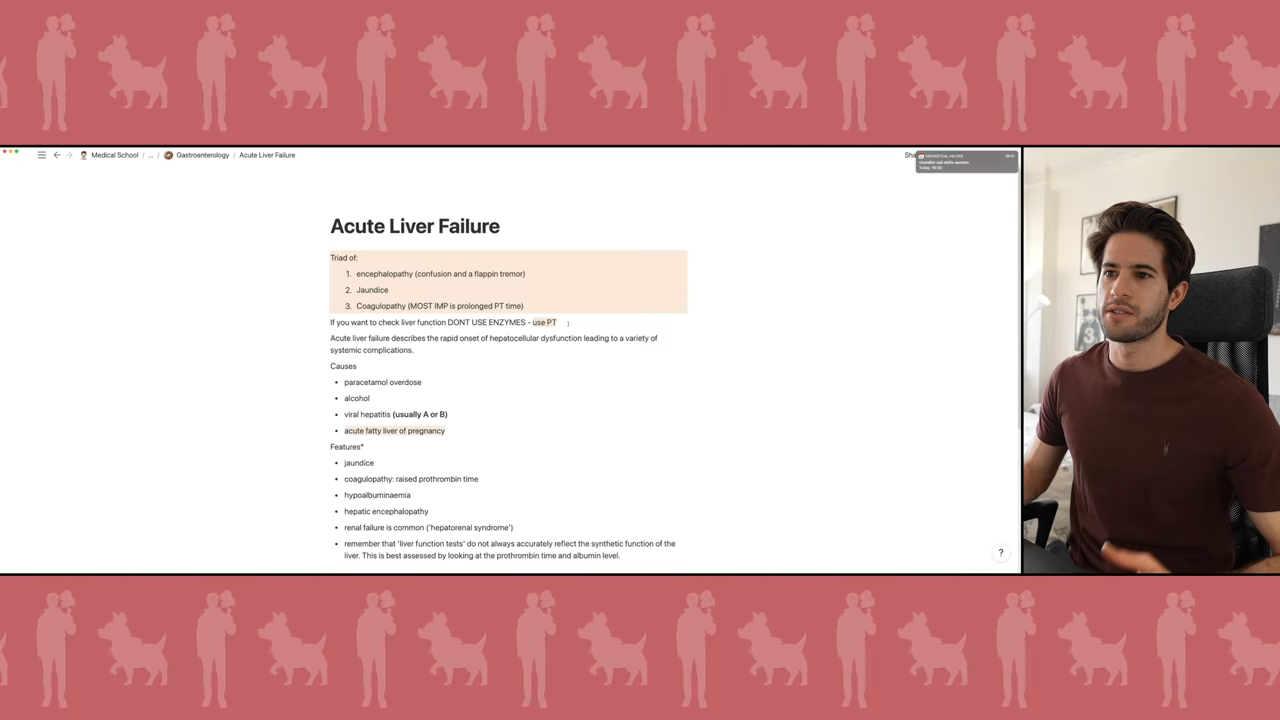 Medical School / ... / Gastroenterology / Acute Liver Failure
FANTASTICAL HELPER
Today, 16:30
Acute Liver Failure
Triad of:
1. encephalopathy (confusion and a flappin tremor)
2. Jaundice
3. Coagulopathy (MOST IMP is prolonged PT time)
If you want to check liver function DONT USE ENZYMES - use PT
Acute liver failure describes the rapid onset of hepatocellular dysfunction leading to a variety of
systemic complications.
Causes
• paracetamol overdose
• alcohol
• viral hepatitis (usually A or B)
• acute fatty liver of pregnancy
Features*
• jaundice
• coagulopathy: raised prothrombin time
• hypoalbuminaemia
• hepatic encephalopathy
• renal failure is common ('hepatorenal syndrome')
• remember that 'liver function tests' do not always accurately reflect the synthetic function of the
liver. This is best assessed by looking at the prothrombin time and albumin level.
?